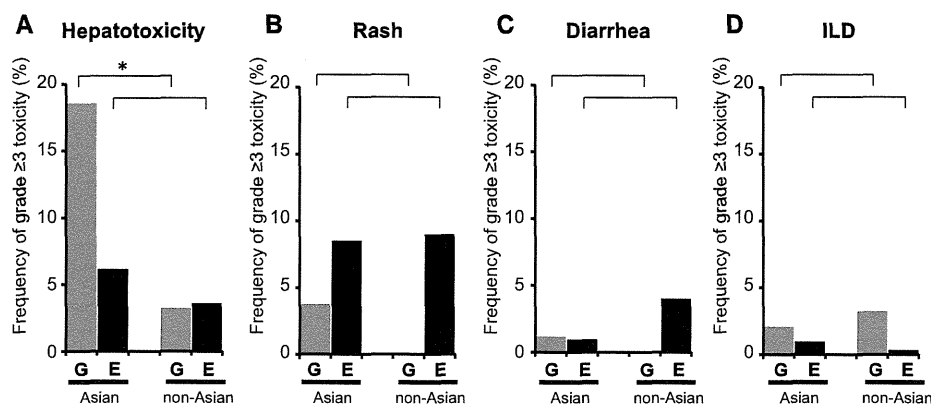 A Hepatotoxicity
Frequency of grade ≥3 toxicity (%)
20
15
10
5
0
*
G E G E
Asian non-Asian
B Rash
Frequency of grade ≥3 toxicity (%)
20
15
10
5
0
G E G E
Asian non-Asian
C Diarrhea
Frequency of grade ≥3 toxicity (%)
20
15
10
5
0
G E G E
Asian non-Asian
D ILD
Frequency of grade ≥3 toxicity (%)
20
15
10
5
0
G E G E
Asian non-Asian